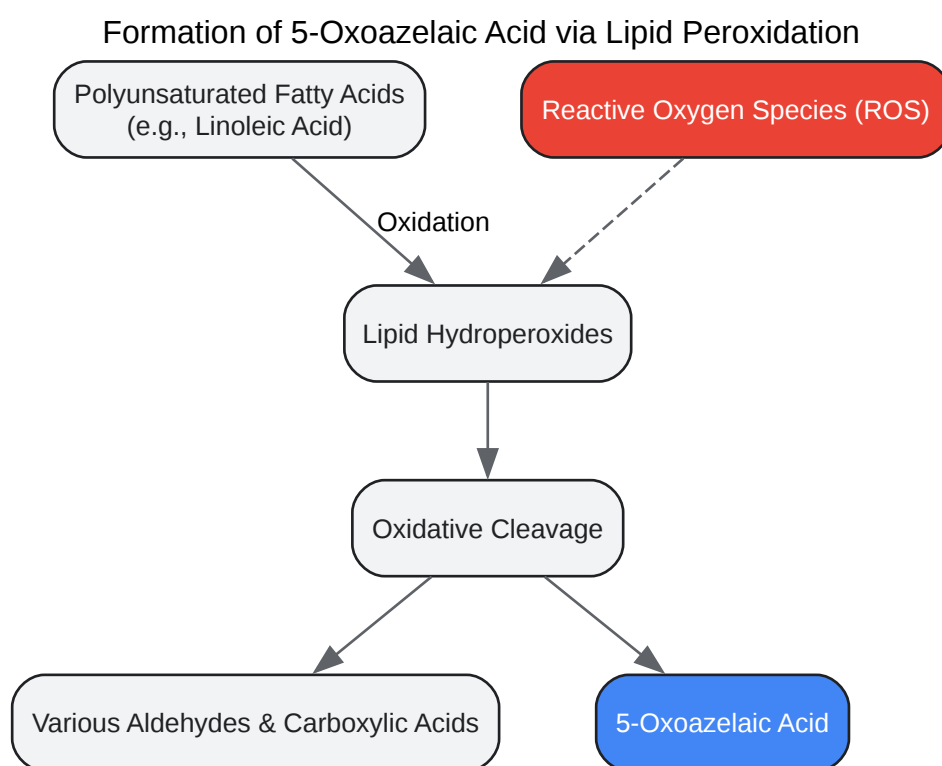 Formation of 5-Oxoazelaic Acid via Lipid Peroxidation
Polyunsaturated Fatty Acids
(e.g., Linoleic Acid)
Reactive Oxygen Species (ROS)
Oxidation
Lipid Hydroperoxides
Oxidative Cleavage
Various Aldehydes & Carboxylic Acids
5-Oxoazelaic Acid